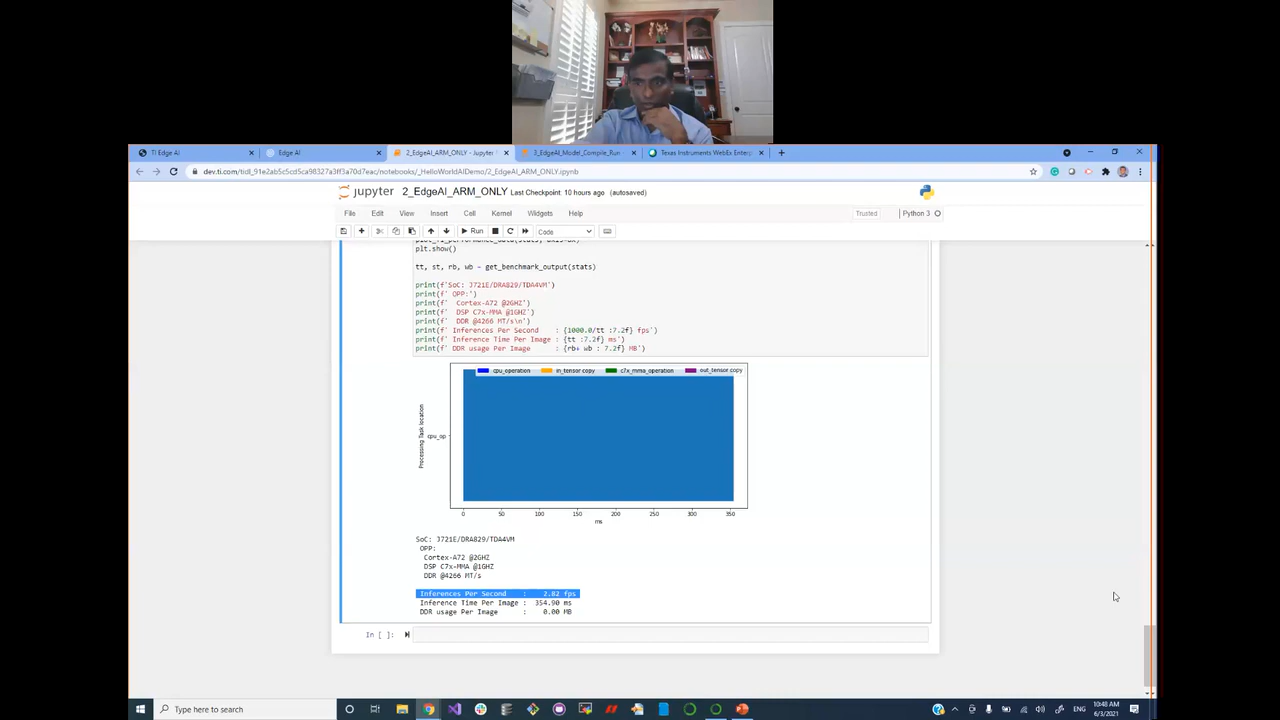 TI Edge AI
Edge AI
2_EdgeAI_ARM_ONLY - Jupyter
3_EdgeAI_Model_Compile_Run
Texas Instruments WebEx Enterp
dev.ti.com/tidl_91e2ab5c5cd5ca98327a3ff3a70d7eac/notebooks/_HelloWorldAIDemo/2_EdgeAI_ARM_ONLY.ipynb
jupyter 2_EdgeAI_ARM_ONLY Last Checkpoint: 10 hours ago (autosaved)
File Edit View Insert Cell Kernel Widgets Help Trusted Python 3
Run Code
plt.show()
tt, st, rb, wb = get_benchmark_output(stats)
print(f'SoC: J721E/DRA829/TDA4VM')
print(f' OPP:')
print(f'  Cortex-A72 @2GHZ')
print(f'  DSP C7x-MMA @1GHZ')
print(f'  DDR @4266 MT/s\n')
print(f' Inferences Per Second    : {1000.0/tt :7.2f} fps')
print(f' Inference Time Per Image : {tt :7.2f} ms')
print(f' DDR usage Per Image      : {rb+ wb : 7.2f} MB')
cpu_operation in_tensor copy c7x_mma_operation out_tensor copy
Processing Task location
cpu_op
0 50 100 150 200 250 300 350
ms
SoC: J721E/DRA829/TDA4VM
OPP:
Cortex-A72 @2GHZ
DSP C7x-MMA @1GHZ
DDR @4266 MT/s
Inferences Per Second    :    2.82 fps
Inference Time Per Image :  354.90 ms
DDR usage Per Image      :    0.00 MB
In [ ]:
Type here to search
ENG
10:48 AM
6/3/2021